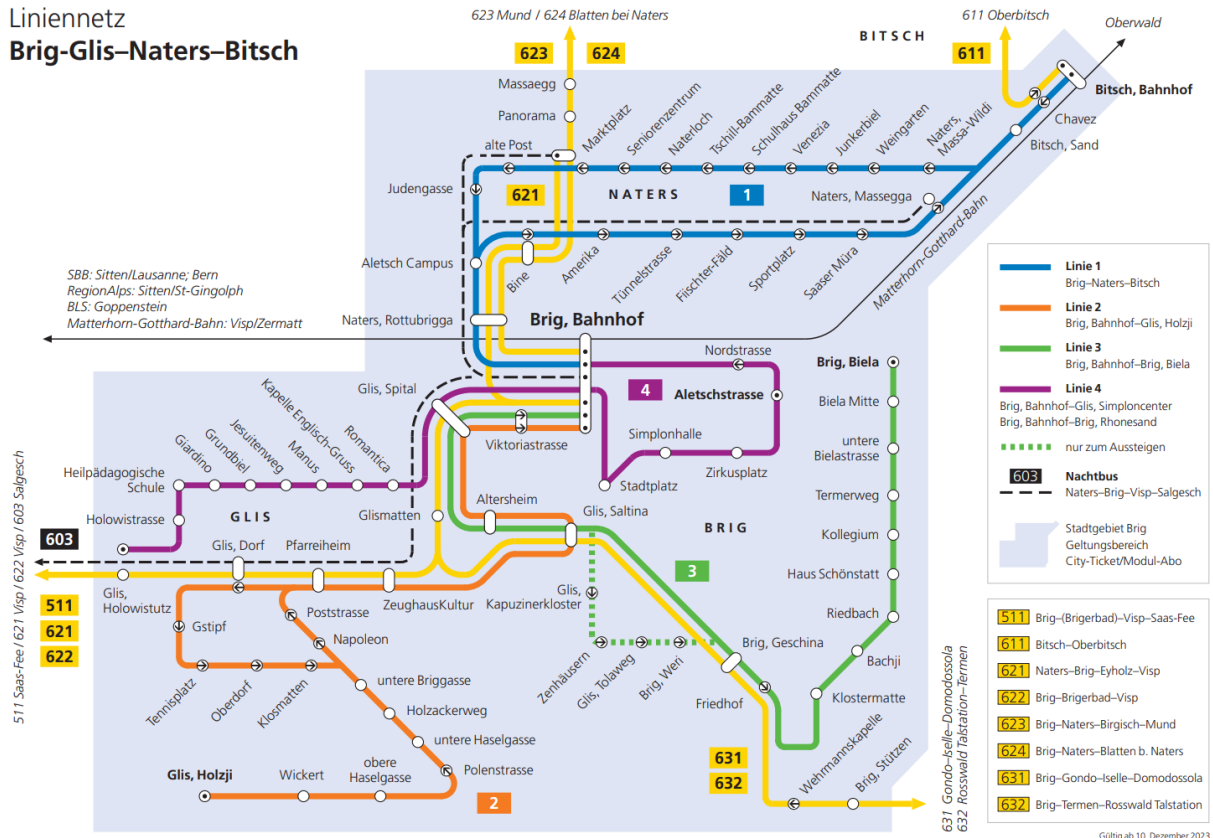 Liniennetz
Brig-Glis–Naters–Bitsch
623 Mund / 624 Blatten bei Naters
611 Oberbitsch
Oberwald
BITSCH
623
624
611
Massaegg
Panorama
alte Post
Marktplatz
Seniorenzentrum
Naterloch
Tschill-Bammatte
Schulhaus Bammatte
Venezia
Junkerbiel
Weingarten
Naters,
Massa-Wildi
Bitsch, Bahnhof
Chavez
Bitsch, Sand
Judengasse
621
NATERS
1
Naters, Massegga
Aletsch Campus
Bine
Amerika
Tunnelstrasse
Fiischter-Fäld
Sportplatz
Saaser Müra
Matterhorn-Gotthard-Bahn
SBB: Sitten/Lausanne; Bern
RegionAlps: Sitten/St-Gingolph
BLS: Goppenstein
Matterhorn-Gotthard-Bahn: Visp/Zermatt
Naters, Rottubrigga
Brig, Bahnhof
Nordstrasse
4
Aletschstrasse
Glis, Spital
Viktoriastrasse
Simplonhalle
Zirkusplatz
Stadtplatz
Brig, Biela
Biela Mitte
untere
Bielastrasse
Termerweg
Kollegium
Haus Schönstatt
Riedbach
Bachji
Klostermatte
Heilpädagogische
Schule
Giardino
Grundbiel
Jesuitenweg
Manus
Kapelle Englisch-Gruss
Romantica
Holowistrasse
GLIS
Glismatten
Altersheim
Glis, Saltina
BRIG
603
Glis, Dorf
Pfarreiheim
Glis,
Holowistutz
ZeughausKultur
Glis,
Kapuzinerkloster
3
511
621
622
511 Saas-Fee / 621 Visp / 622 Visp / 603 Salgesch
Gstipf
Poststrasse
Napoleon
Tennisplatz
Oberdorf
Klosmatten
untere Briggasse
Holzackerweg
untere Haselgasse
Polenstrasse
obere
Haselgasse
Wickert
Glis, Holzji
2
Zenhäusern
Glis, Tolaweg
Brig, Weri
Brig, Geschina
Friedhof
631
632
Wehrmannskapelle
Brig, Stützen
631 Gondo–Iselle–Domodossola
632 Rosswald Talstation–Termen
Linie 1
Brig–Naters–Bitsch
Linie 2
Brig, Bahnhof–Glis, Holzji
Linie 3
Brig, Bahnhof–Brig, Biela
Linie 4
Brig, Bahnhof–Glis, Simploncenter
Brig, Bahnhof–Brig, Rhonesand
nur zum Aussteigen
603 Nachtbus
Naters–Brig–Visp–Salgesch
Stadtgebiet Brig
Geltungsbereich
City-Ticket/Modul-Abo
511 Brig–(Brigerbad)–Visp–Saas-Fee
611 Bitsch–Oberbitsch
621 Naters–Brig–Eyholz–Visp
622 Brig–Brigerbad–Visp
623 Brig–Naters–Birgisch–Mund
624 Brig–Naters–Blatten b. Naters
631 Brig–Gondo–Iselle–Domodossola
632 Brig–Termen–Rosswald Talstation
Gültig ab 10. Dezember 2023